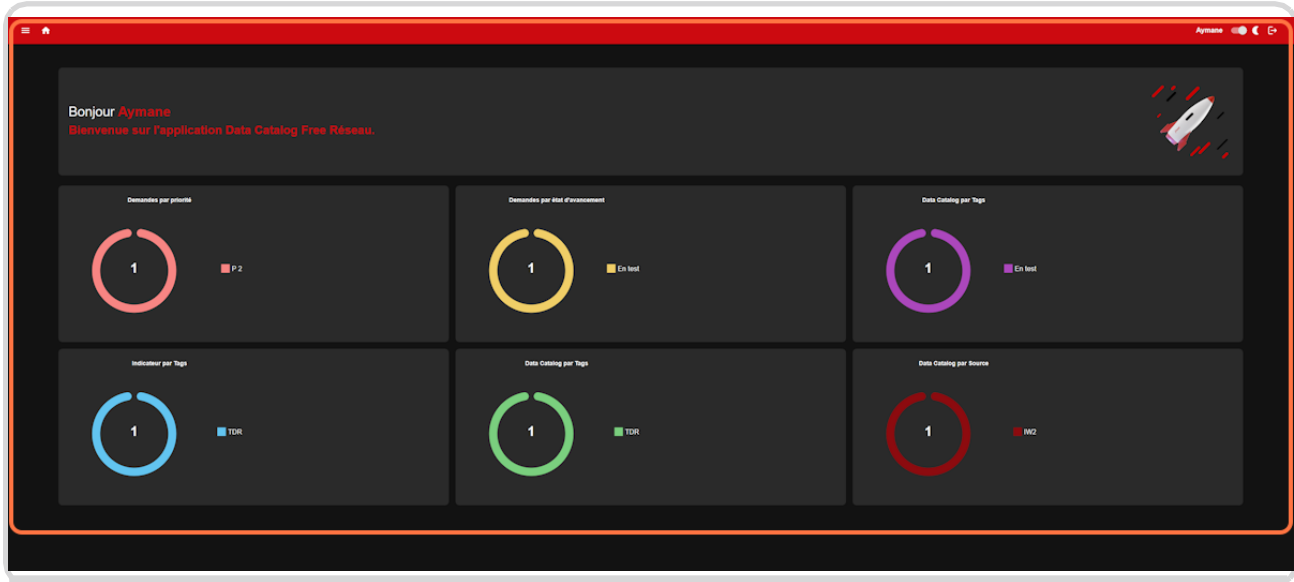 Aymane
Bonjour Aymane
Bienvenue sur l'application Data Catalog Free Réseau.
Demandes par priorité
1
P 2
Demandes par état d'avancement
1
En test
Data Catalog par Tags
1
En test
Indicateur par Tags
1
TDR
Data Catalog par Tags
1
TDR
Data Catalog par Source
1
IW2